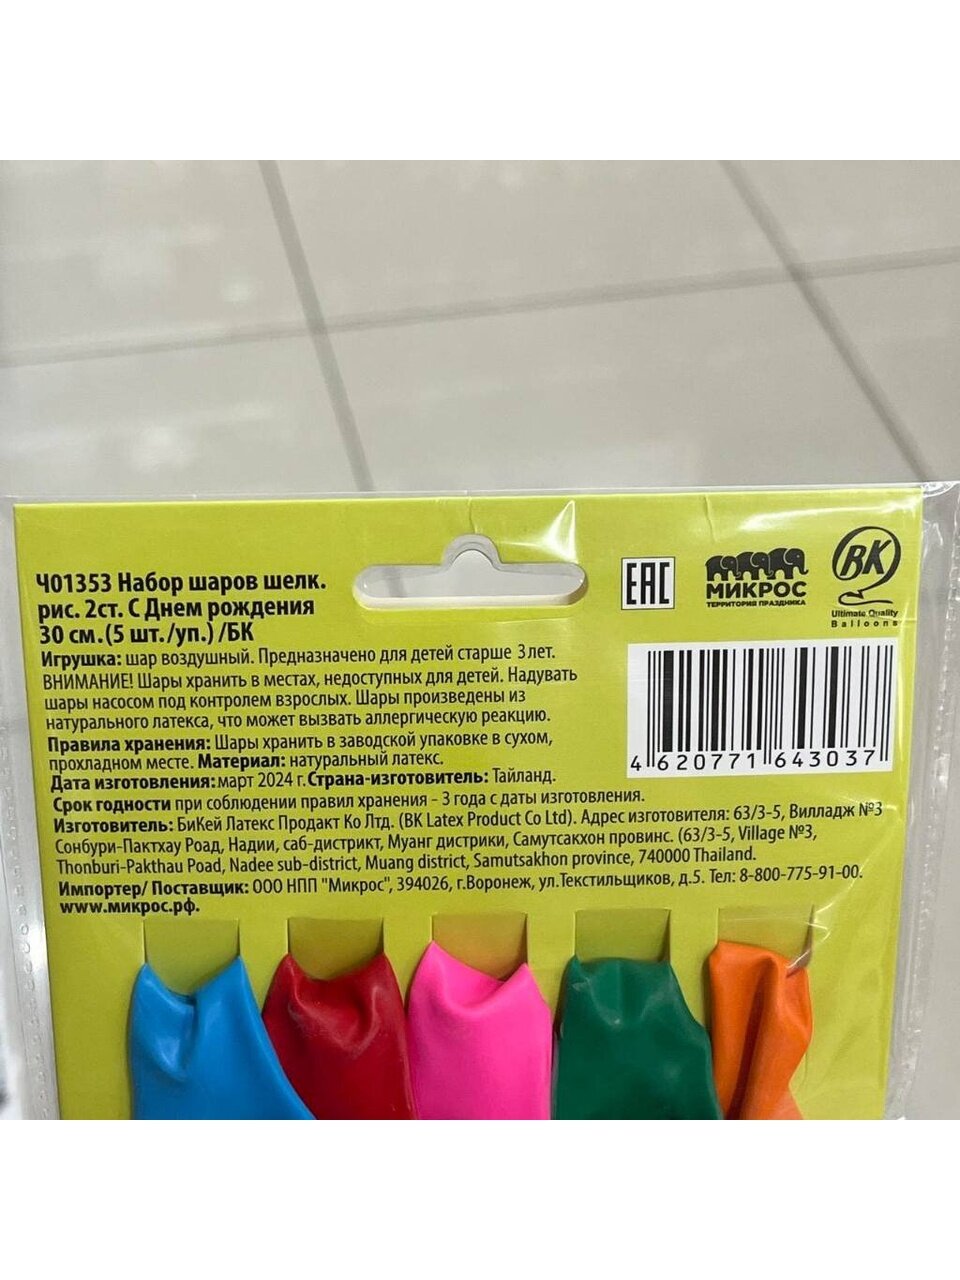 Ч01353 Набор шаров шелк.
рис. 2ст. С Днем рождения
30 см.(5 шт./уп.) /БК
EAC
МИКРОС
ТЕРРИТОРИЯ ПРАЗДНИКА
BK
Ultimate Quality
Balloons
Игрушка: шар воздушный. Предназначено для детей старше 3 лет.
ВНИМАНИЕ! Шары хранить в местах, недоступных для детей. Надувать
шары насосом под контролем взрослых. Шары произведены из
натурального латекса, что может вызвать аллергическую реакцию.
Правила хранения: Шары хранить в заводской упаковке в сухом,
прохладном месте. Материал: натуральный латекс.
Дата изготовления: март 2024 г. Страна-изготовитель: Тайланд.
4 620771 643037
Срок годности при соблюдении правил хранения - 3 года с даты изготовления.
Изготовитель: БиКей Латекс Продакт Ко Лтд. (BK Latex Product Co Ltd). Адрес изготовителя: 63/3-5, Вилладж №3
Сонбури-Пактхау Роад, Надии, саб-дистрикт, Муанг дистрики, Самутсакхон провинс. (63/3-5, Village №3,
Thonburi-Pakthau Poad, Nadee sub-district, Muang district, Samutsakhon province, 740000 Thailand.
Импортер/ Поставщик: ООО НПП "Микрос", 394026, г.Воронеж, ул.Текстильщиков, д.5. Тел: 8-800-775-91-00.
www.микрос.рф.